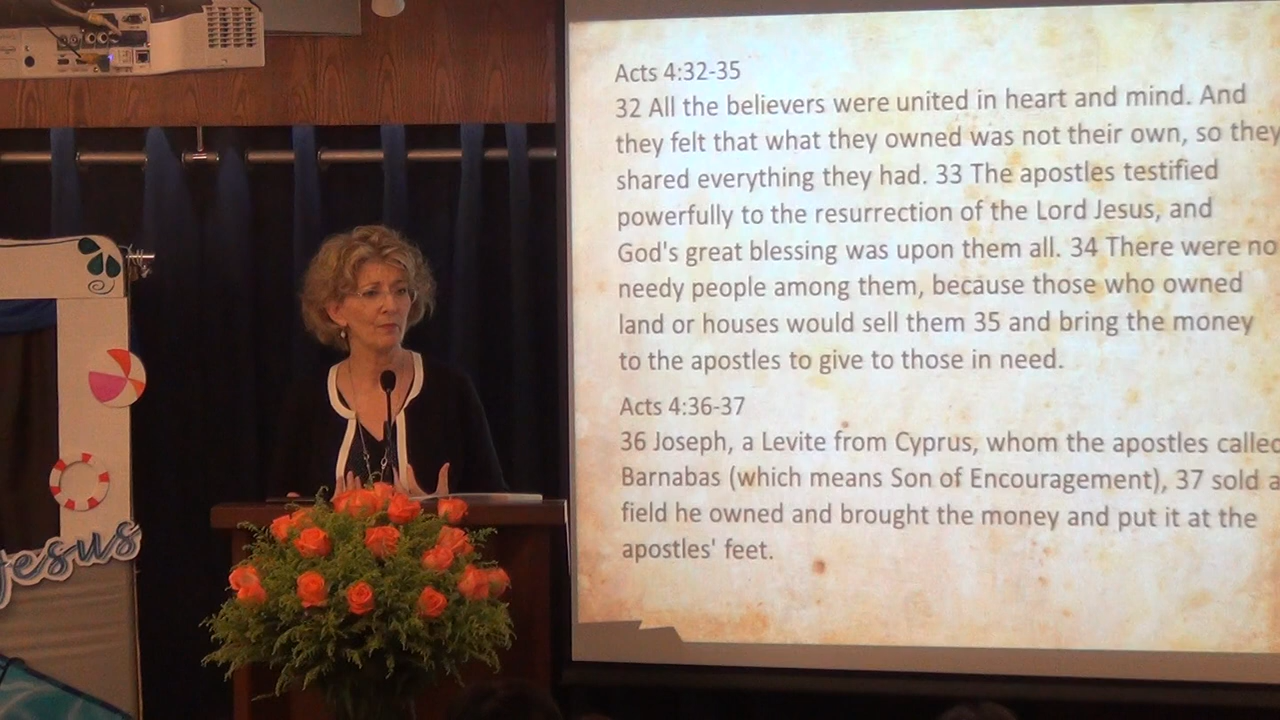 Acts 4:32-35
32 All the believers were united in heart and mind. And
they felt that what they owned was not their own, so they
shared everything they had. 33 The apostles testified
powerfully to the resurrection of the Lord Jesus, and
God's great blessing was upon them all. 34 There were no
needy people among them, because those who owned
land or houses would sell them 35 and bring the money
to the apostles to give to those in need.
Acts 4:36-37
36 Joseph, a Levite from Cyprus, whom the apostles called
Barnabas (which means Son of Encouragement), 37 sold a
field he owned and brought the money and put it at the
apostles' feet.
Jesus